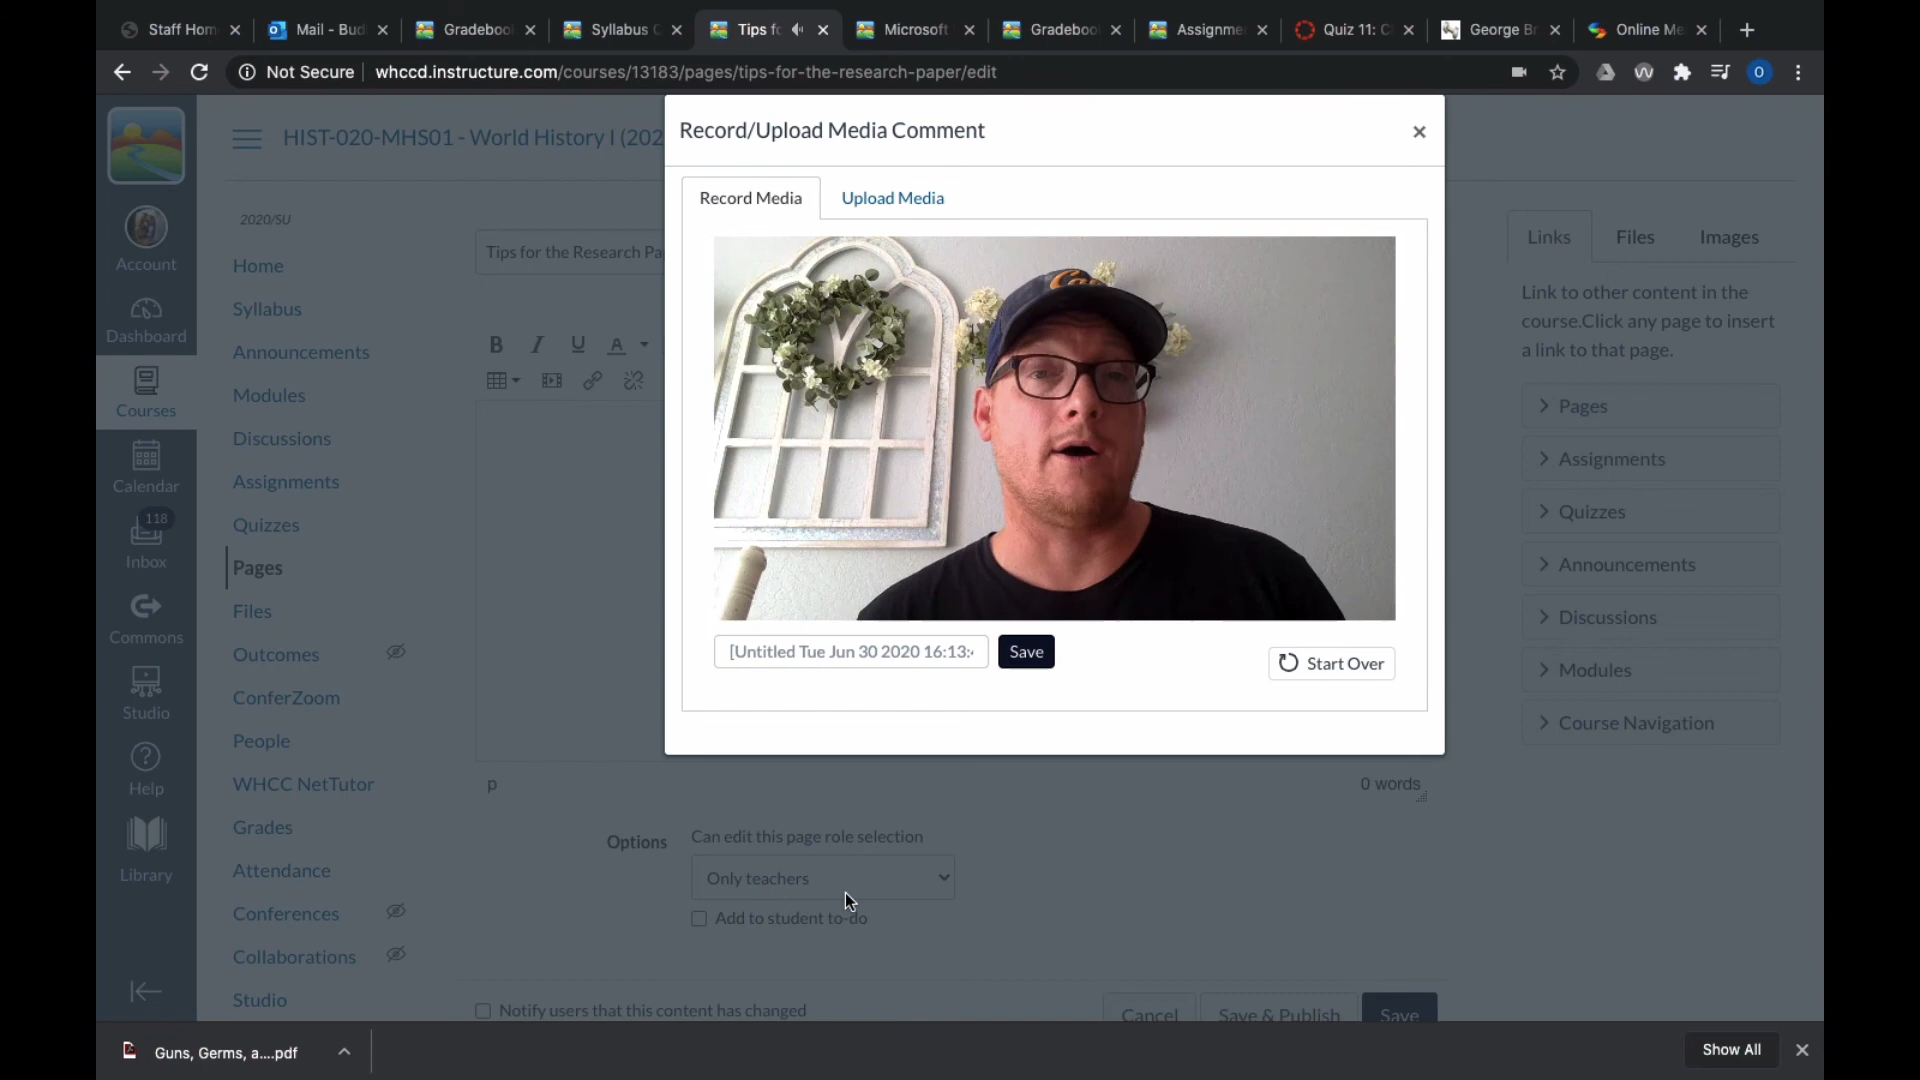 Staff Hom
Mail - Bud
Gradeboo
Syllabus C
Tips fo
Microsoft
Gradeboo
Assignme
Quiz 11: C
George Br
Online Me
Not Secure
whccd.instructure.com/courses/13183/pages/tips-for-the-research-paper/edit
O
Record/Upload Media Comment
HIST-020-MHS01 - World History I (202
Record Media
Upload Media
2020/SU
Account
Dashboard
Courses
Calendar
118
Inbox
Commons
Studio
Help
Library
Home
Syllabus
Announcements
Modules
Discussions
Assignments
Quizzes
Pages
Files
Outcomes
ConferZoom
People
WHCC NetTutor
Grades
Attendance
Conferences
Collaborations
Studio
Tips for the Research Pa
B I U A
[Untitled Tue Jun 30 2020 16:13:
Save
Start Over
p
0 words
Options
Can edit this page role selection
Only teachers
Add to student to-do
Notify users that this content has changed
Cancel
Save & Publish
Save
Links
Files
Images
Link to other content in the
course.Click any page to insert
a link to that page.
Pages
Assignments
Quizzes
Announcements
Discussions
Modules
Course Navigation
Guns, Germs, a....pdf
Show All